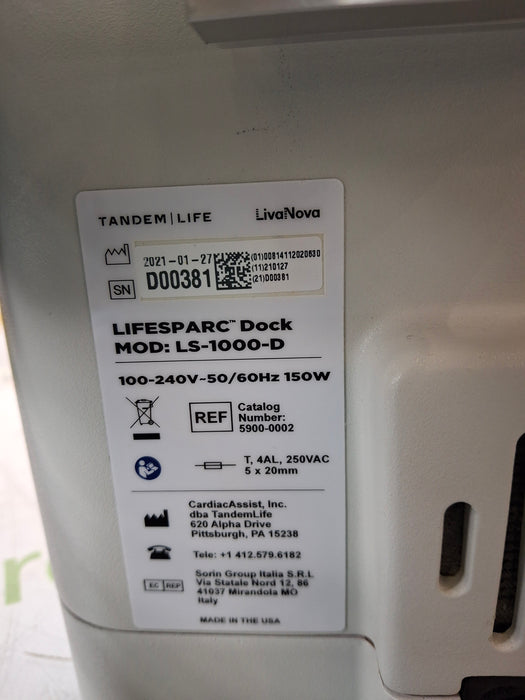 TANDEM|LIFE LivaNova
2021-01-27 (01)00814112020630
(11)210127
SN D00381 (21)D00381
LIFESPARC™ Dock
MOD: LS-1000-D
100-240V~50/60Hz 150W
REF Catalog
Number:
5900-0002
T, 4AL, 250VAC
5 x 20mm
CardiacAssist, Inc.
dba TandemLife
620 Alpha Drive
Pittsburgh, PA 15238
Tele: +1 412.579.6182
EC REP Sorin Group Italia S.R.L
Via Statale Nord 12, 86
41037 Mirandola MO
Italy
MADE IN THE USA